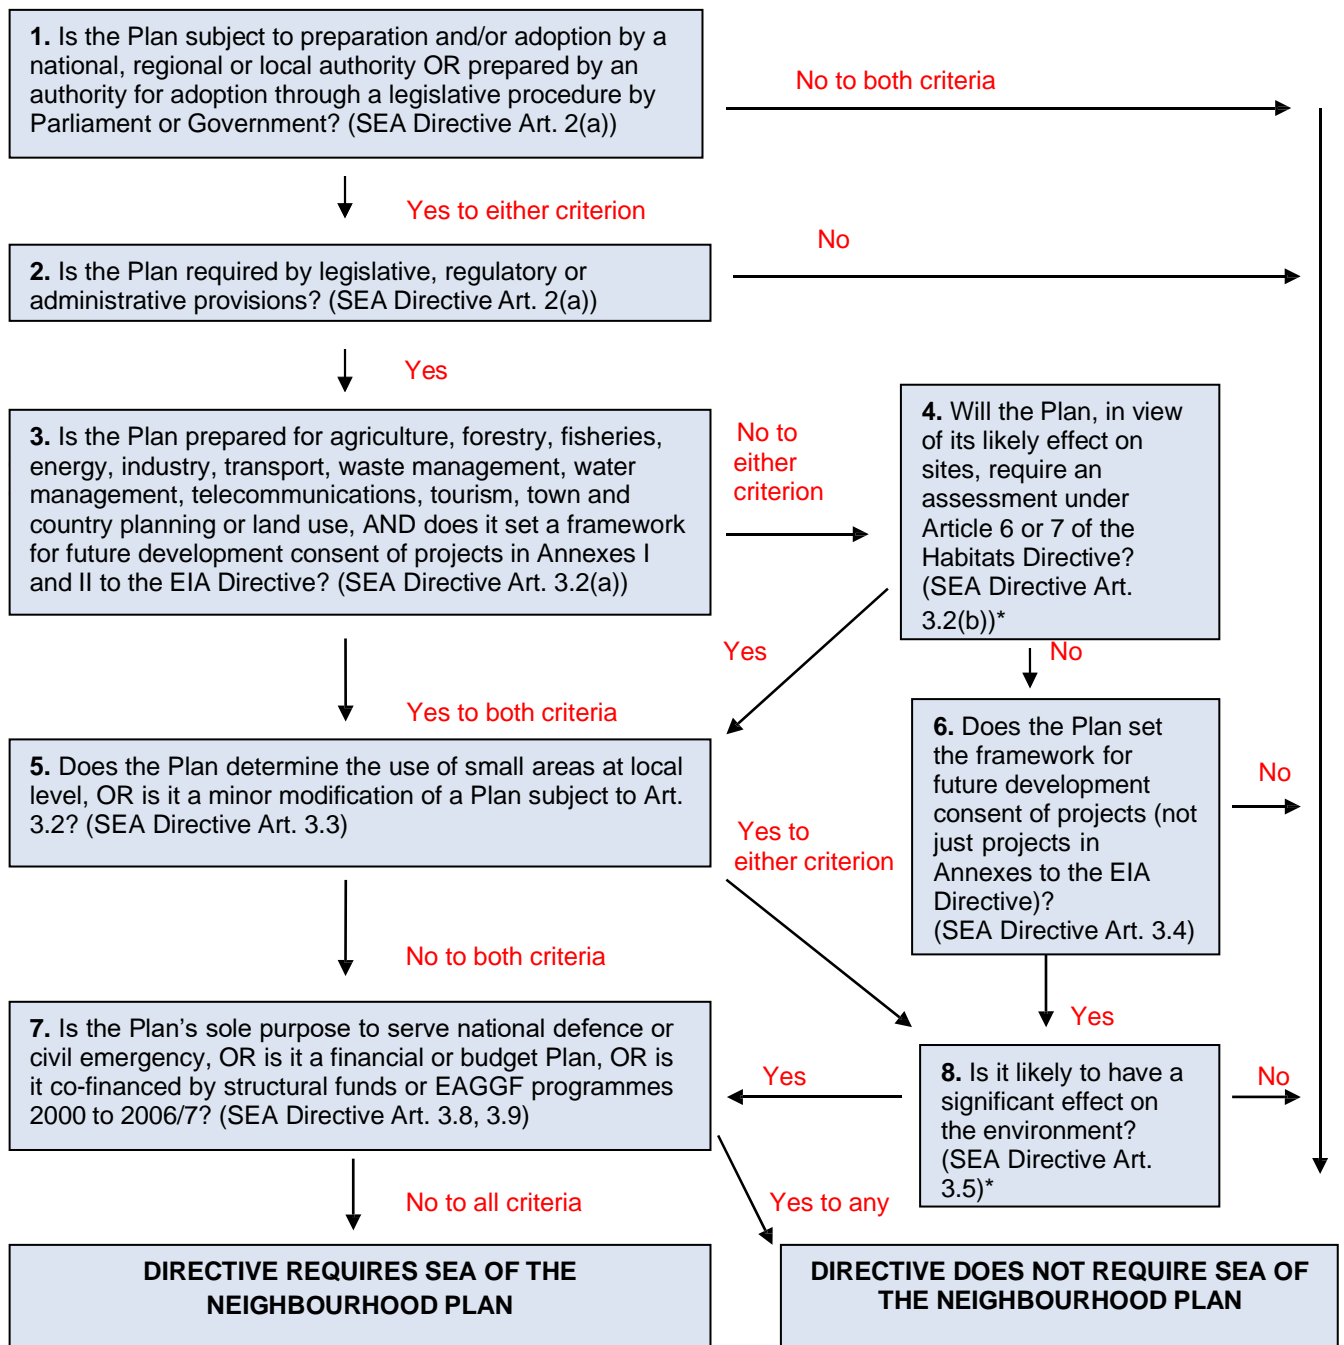 1. Is the Plan subject to preparation and/or adoption by a
national, regional or local authority OR prepared by an
authority for adoption through a legislative procedure by
Parliament or Government? (SEA Directive Art. 2(a))
No to both criteria
Yes to either criterion
2. Is the Plan required by legislative, regulatory or
administrative provisions? (SEA Directive Art. 2(a))
No
Yes
3. Is the Plan prepared for agriculture, forestry, fisheries,
energy, industry, transport, waste management, water
management, telecommunications, tourism, town and
country planning or land use, AND does it set a framework
for future development consent of projects in Annexes I
and II to the EIA Directive? (SEA Directive Art. 3.2(a))
No to
either
criterion
4. Will the Plan, in view
of its likely effect on
sites, require an
assessment under
Article 6 or 7 of the
Habitats Directive?
(SEA Directive Art.
3.2(b))*
Yes
No
Yes to both criteria
5. Does the Plan determine the use of small areas at local
level, OR is it a minor modification of a Plan subject to Art.
3.2? (SEA Directive Art. 3.3)
Yes to
either criterion
6. Does the Plan set
the framework for
future development
consent of projects (not
just projects in
Annexes to the EIA
Directive)?
(SEA Directive Art. 3.4)
No
No to both criteria
Yes
7. Is the Plan’s sole purpose to serve national defence or
civil emergency, OR is it a financial or budget Plan, OR is
it co-financed by structural funds or EAGGF programmes
2000 to 2006/7? (SEA Directive Art. 3.8, 3.9)
Yes
8. Is it likely to have a
significant effect on
the environment?
(SEA Directive Art.
3.5)*
No
No to all criteria
Yes to any
DIRECTIVE REQUIRES SEA OF THE
NEIGHBOURHOOD PLAN
DIRECTIVE DOES NOT REQUIRE SEA OF
THE NEIGHBOURHOOD PLAN